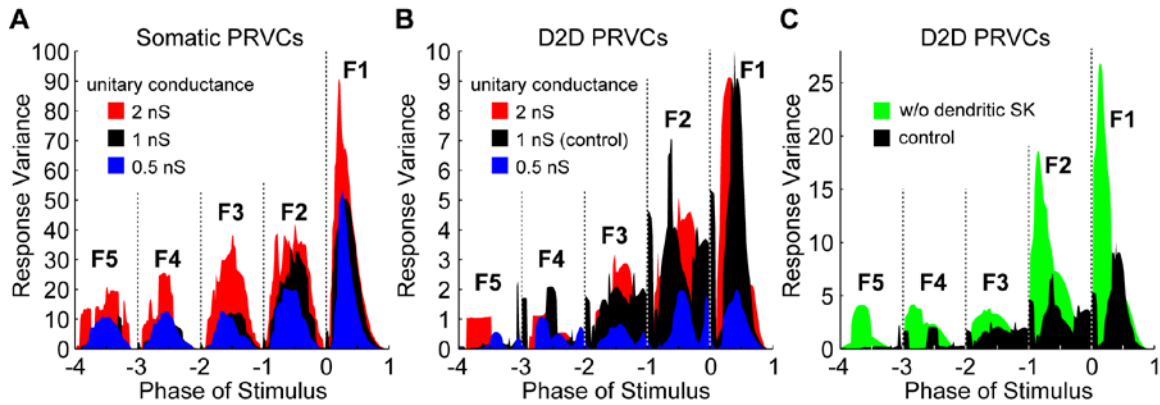 A
Somatic PRVCs
Response Variance
100
90
80
70
60
50
40
30
20
10
0
unitary conductance
2 nS
1 nS
0.5 nS
F5
F4
F3
F2
F1
-4
-3
-2
-1
0
1
Phase of Stimulus
B
D2D PRVCs
Response Variance
10
9
8
7
6
5
4
3
2
1
0
unitary conductance
2 nS
1 nS (control)
0.5 nS
F5
F4
F3
F2
F1
-4
-3
-2
-1
0
1
Phase of Stimulus
C
D2D PRVCs
Response Variance
25
20
15
10
5
0
w/o dendritic SK
control
F5
F4
F3
F2
F1
-4
-3
-2
-1
0
1
Phase of Stimulus